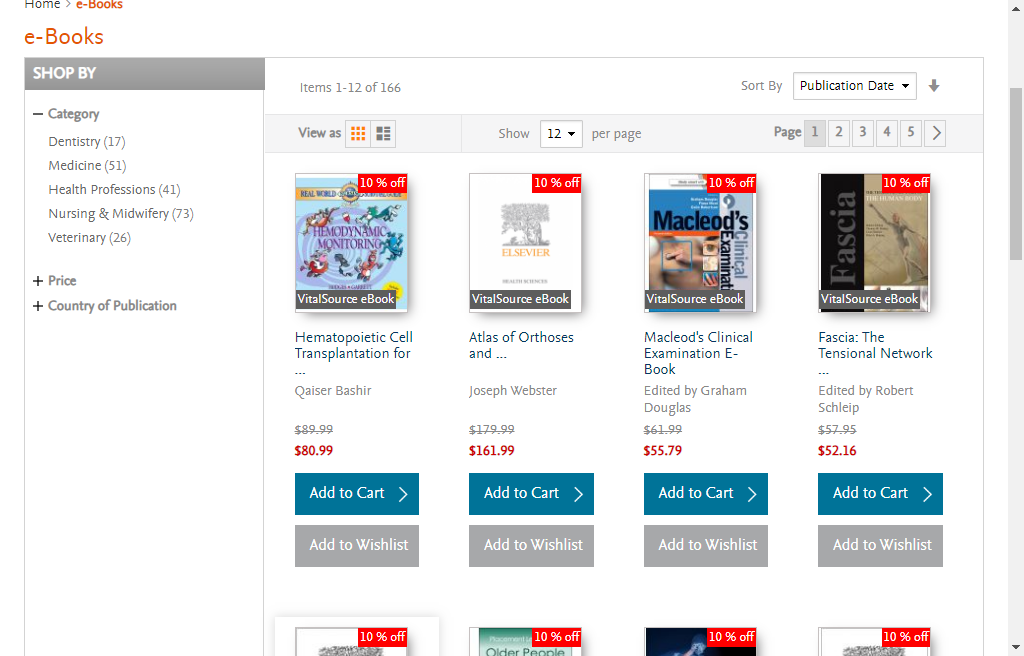 Home > e-Books
e-Books
SHOP BY
Category
Dentistry (17)
Medicine (51)
Health Professions (41)
Nursing & Midwifery (73)
Veterinary (26)
Price
Country of Publication
Items 1-12 of 166
Sort By Publication Date
View as
Show 12 per page
Page 1 2 3 4 5
10 % off
REAL WORLD
HEMODYNAMIC
MONITORING
VitalSource eBook
Hematopoietic Cell
Transplantation for
...
Qaiser Bashir
$89.99
$80.99
Add to Cart
Add to Wishlist
10 % off
ELSEVIER
HEALTH SCIENCES
VitalSource eBook
Atlas of Orthoses
and ...
Joseph Webster
$179.99
$161.99
Add to Cart
Add to Wishlist
10 % off
Macleod's
Clinical
Examinati
VitalSource eBook
Macleod's Clinical
Examination E-
Book
Edited by Graham
Douglas
$61.99
$55.79
Add to Cart
Add to Wishlist
10 % off
Fascia
THE HUMAN BODY
VitalSource eBook
Fascia: The
Tensional Network
...
Edited by Robert
Schleip
$57.95
$52.16
Add to Cart
Add to Wishlist
10 % off
10 % off
Placement
Older People
10 % off
10 % off